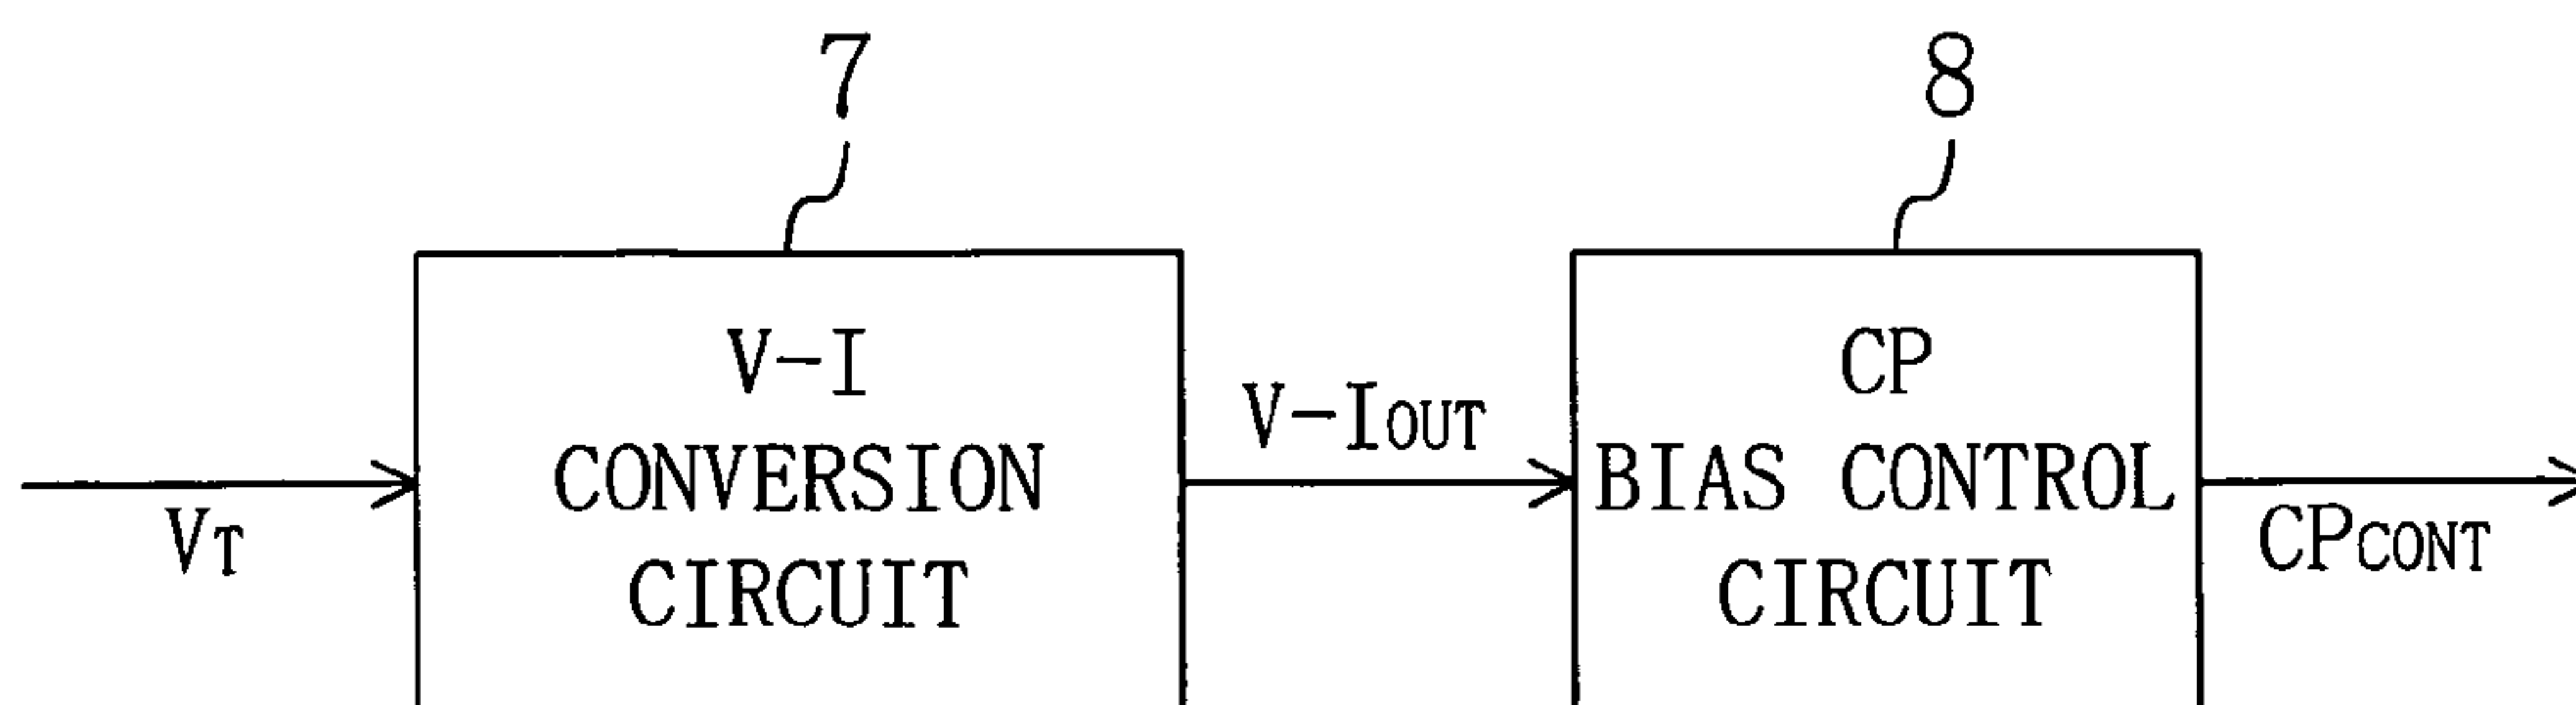 7
8
V-I
CONVERSION
CIRCUIT
CP
BIAS CONTROL
CIRCUIT
VT
V-IOUT
CPCONT